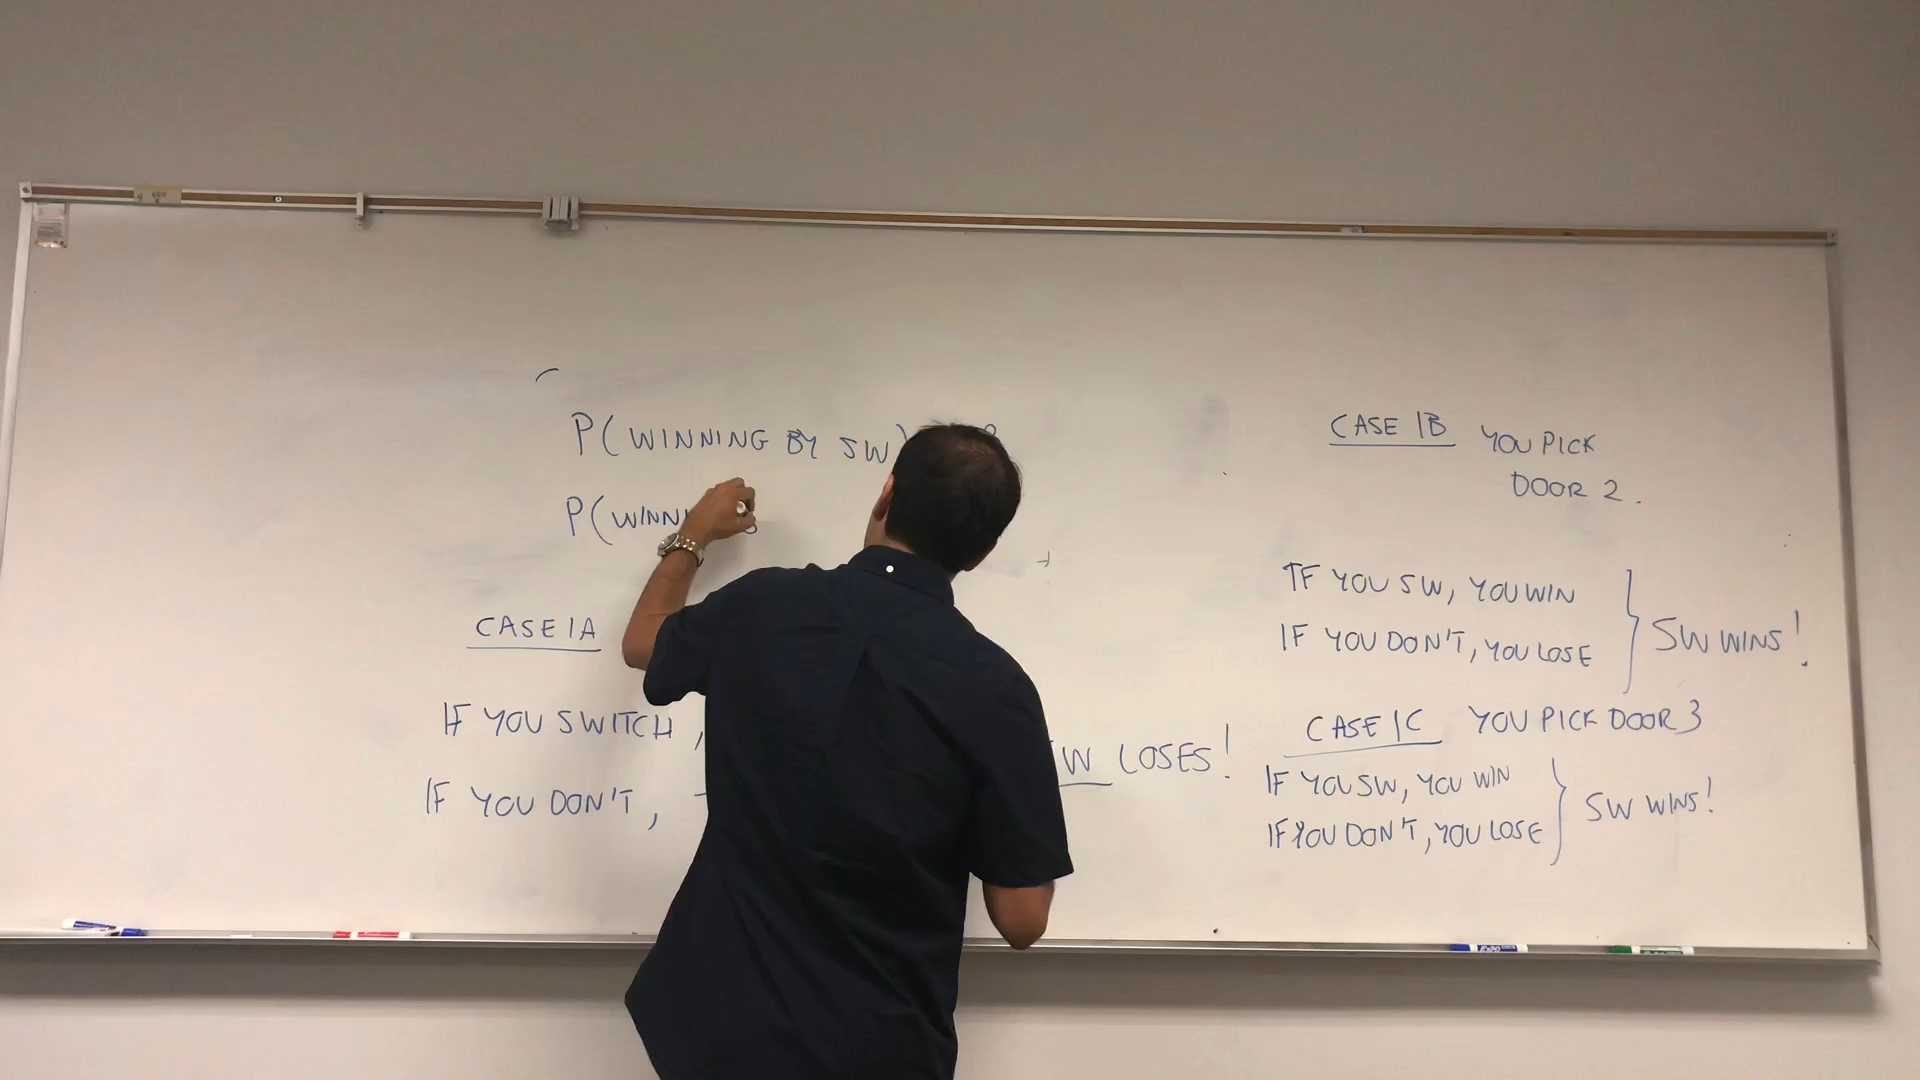 P(WINNING BY SW)
P(WINN
CASE 1A
IF YOU SWITCH,
IF YOU DON'T,
W LOSES!
CASE 1B YOU PICK
DOOR 2.
IF YOU SW, YOU WIN
IF YOU DON'T, YOU LOSE
SW WINS!
CASE 1C YOU PICK DOOR 3
IF YOU SW, YOU WIN
IF YOU DON'T, YOU LOSE
SW WINS!
EXPO